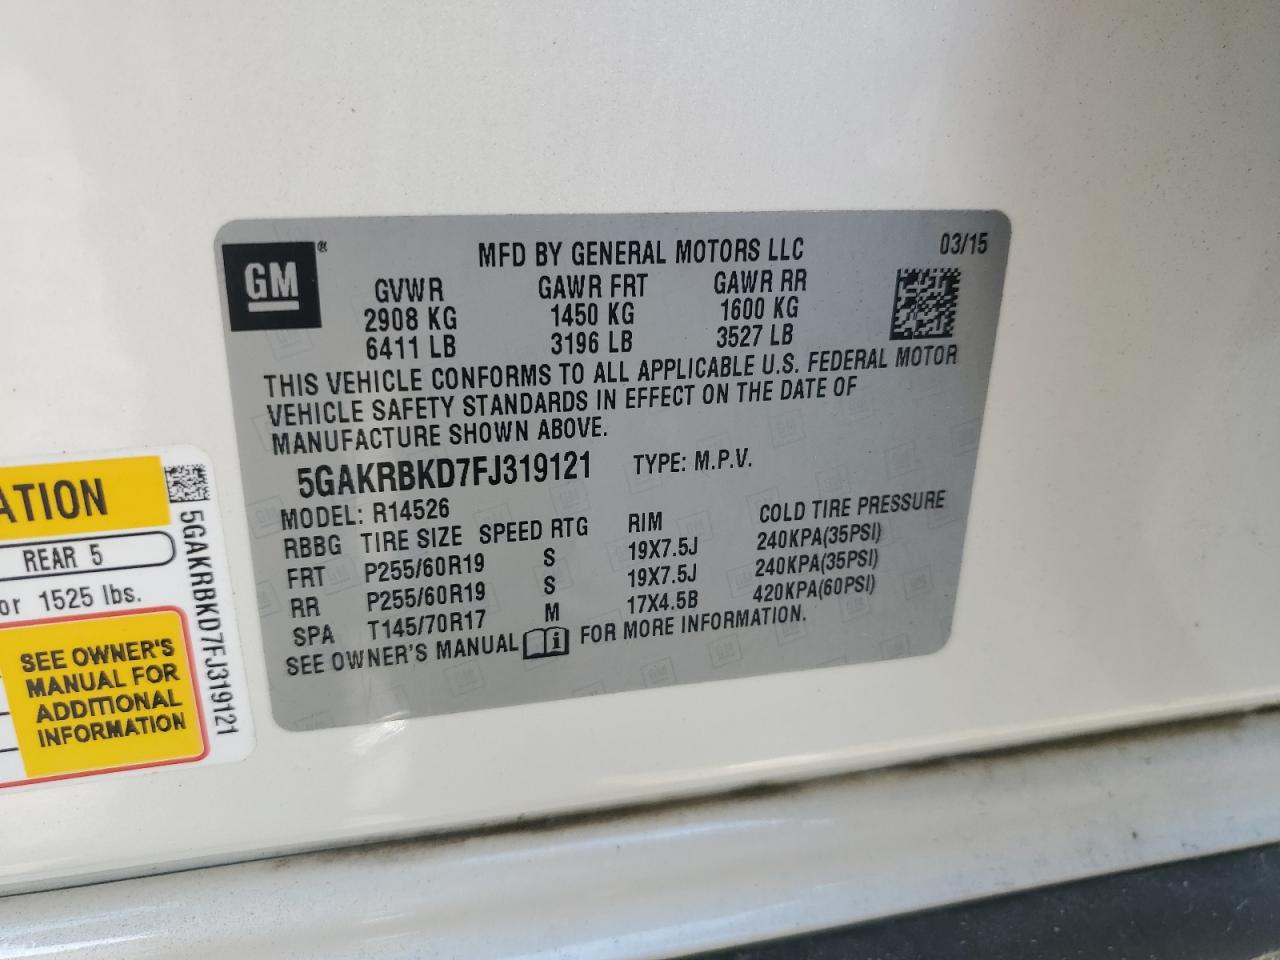 GM®
MFD BY GENERAL MOTORS LLC 03/15
GVWR GAWR FRT GAWR RR
2908 KG 1450 KG 1600 KG
6411 LB 3196 LB 3527 LB
THIS VEHICLE CONFORMS TO ALL APPLICABLE U.S. FEDERAL MOTOR
VEHICLE SAFETY STANDARDS IN EFFECT ON THE DATE OF
MANUFACTURE SHOWN ABOVE.
5GAKRBKD7FJ319121 TYPE: M.P.V.
MODEL: R14526
RBBG TIRE SIZE SPEED RTG RIM COLD TIRE PRESSURE
FRT P255/60R19 S 19X7.5J 240KPA(35PSI)
RR P255/60R19 S 19X7.5J 240KPA(35PSI)
SPA T145/70R17 M 17X4.5B 420KPA(60PSI)
SEE OWNER'S MANUAL i FOR MORE INFORMATION.
ATION
REAR 5
or 1525 lbs.
SEE OWNER'S
MANUAL FOR
ADDITIONAL
INFORMATION
5GAKRBKD7FJ319121